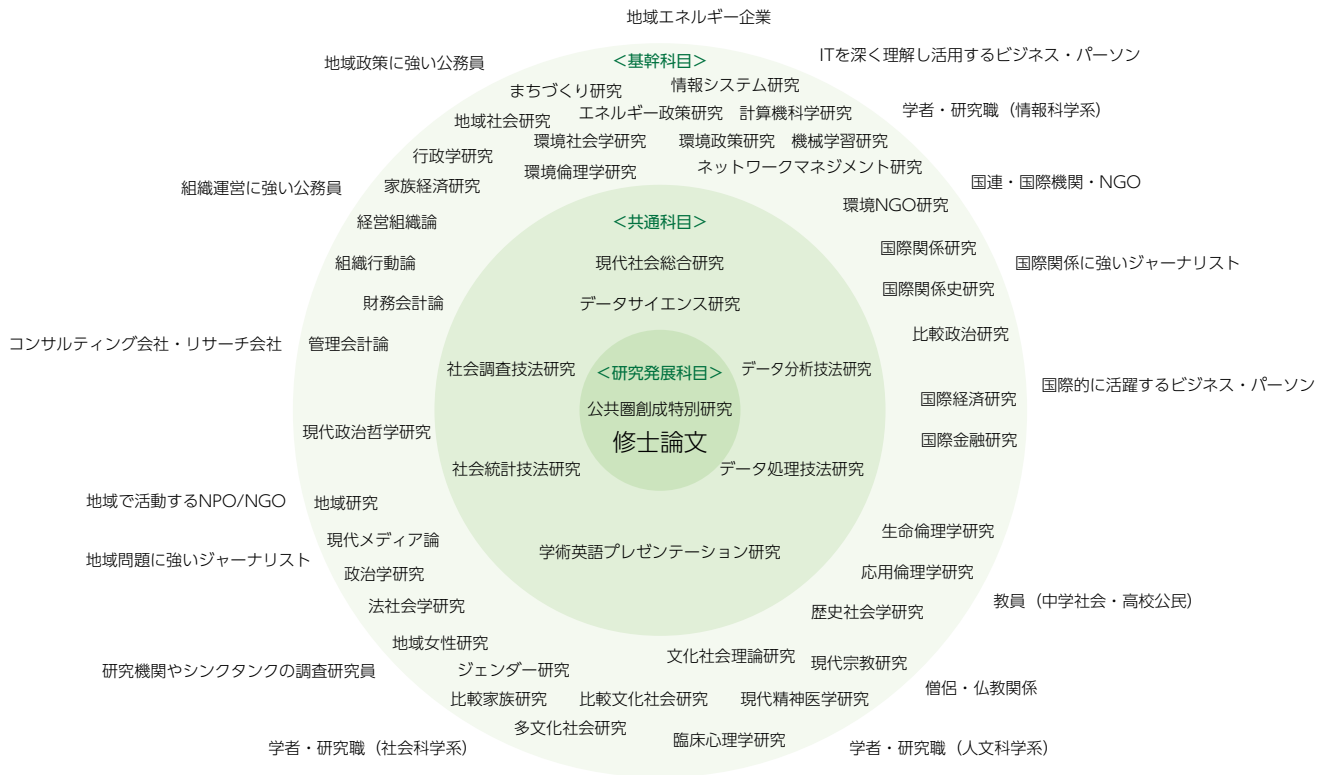 地域エネルギー企業
地域政策に強い公務員
＜基幹科目＞
ITを深く理解し活用するビジネス・パーソン
まちづくり研究
情報システム研究
地域社会研究
エネルギー政策研究
計算機科学研究
学者・研究職（情報科学系）
環境社会学研究
環境政策研究
機械学習研究
行政学研究
環境倫理学研究
ネットワークマネジメント研究
組織運営に強い公務員
家族経済研究
国連・国際機関・NGO
環境NGO研究
経営組織論
＜共通科目＞
国際関係研究
組織行動論
現代社会総合研究
国際関係に強いジャーナリスト
国際関係史研究
財務会計論
データサイエンス研究
比較政治研究
コンサルティング会社・リサーチ会社
管理会計論
社会調査技法研究
＜研究発展科目＞
データ分析技法研究
国際的に活躍するビジネス・パーソン
国際経済研究
公共圏創成特別研究
現代政治哲学研究
修士論文
国際金融研究
社会統計技法研究
データ処理技法研究
地域で活動するNPO/NGO
地域研究
生命倫理学研究
現代メディア論
学術英語プレゼンテーション研究
地域問題に強いジャーナリスト
政治学研究
応用倫理学研究
法社会学研究
歴史社会学研究
教員（中学社会・高校公民）
地域女性研究
文化社会理論研究
現代宗教研究
研究機関やシンクタンクの調査研究員
ジェンダー研究
僧侶・仏教関係
比較家族研究
比較文化社会研究
現代精神医学研究
多文化社会研究
臨床心理学研究
学者・研究職（社会科学系）
学者・研究職（人文科学系）